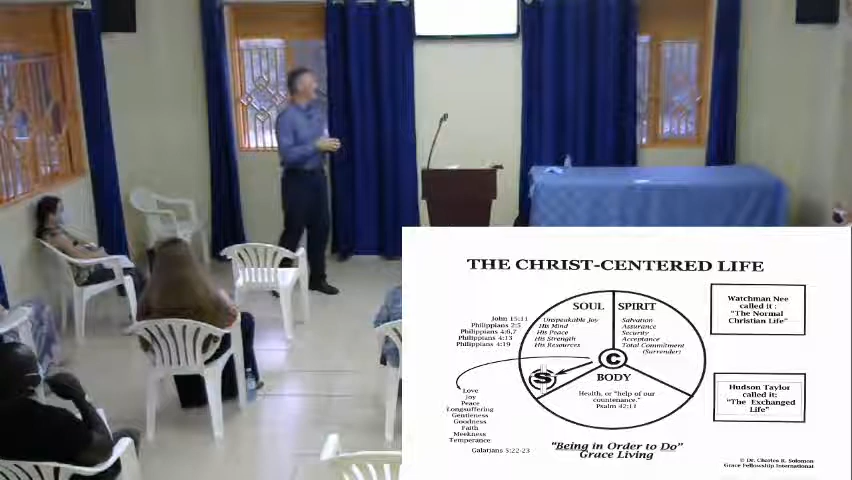 THE CHRIST-CENTERED LIFE
SOUL
SPIRIT
John 15:11
Philippians 2:5
Philippians 4:6,7
Philippians 4:13
Philippians 4:19
Unspeakable Joy
His Mind
His Peace
His Strength
His Resources
Salvation
Assurance
Security
Acceptance
Total Commitment
(Surrender)
Watchman Nee
called it :
"The Normal
Christian Life"
C
S
BODY
Health, or "help of our
countenance."
Psalm 42:11
Love
Joy
Peace
Longsuffering
Gentleness
Goodness
Faith
Meekness
Temperance
Galatians 5:22-23
Hudson Taylor
called it:
"The Exchanged
Life"
"Being in Order to Do"
Grace Living
© Dr. Charles R. Solomon
Grace Fellowship International